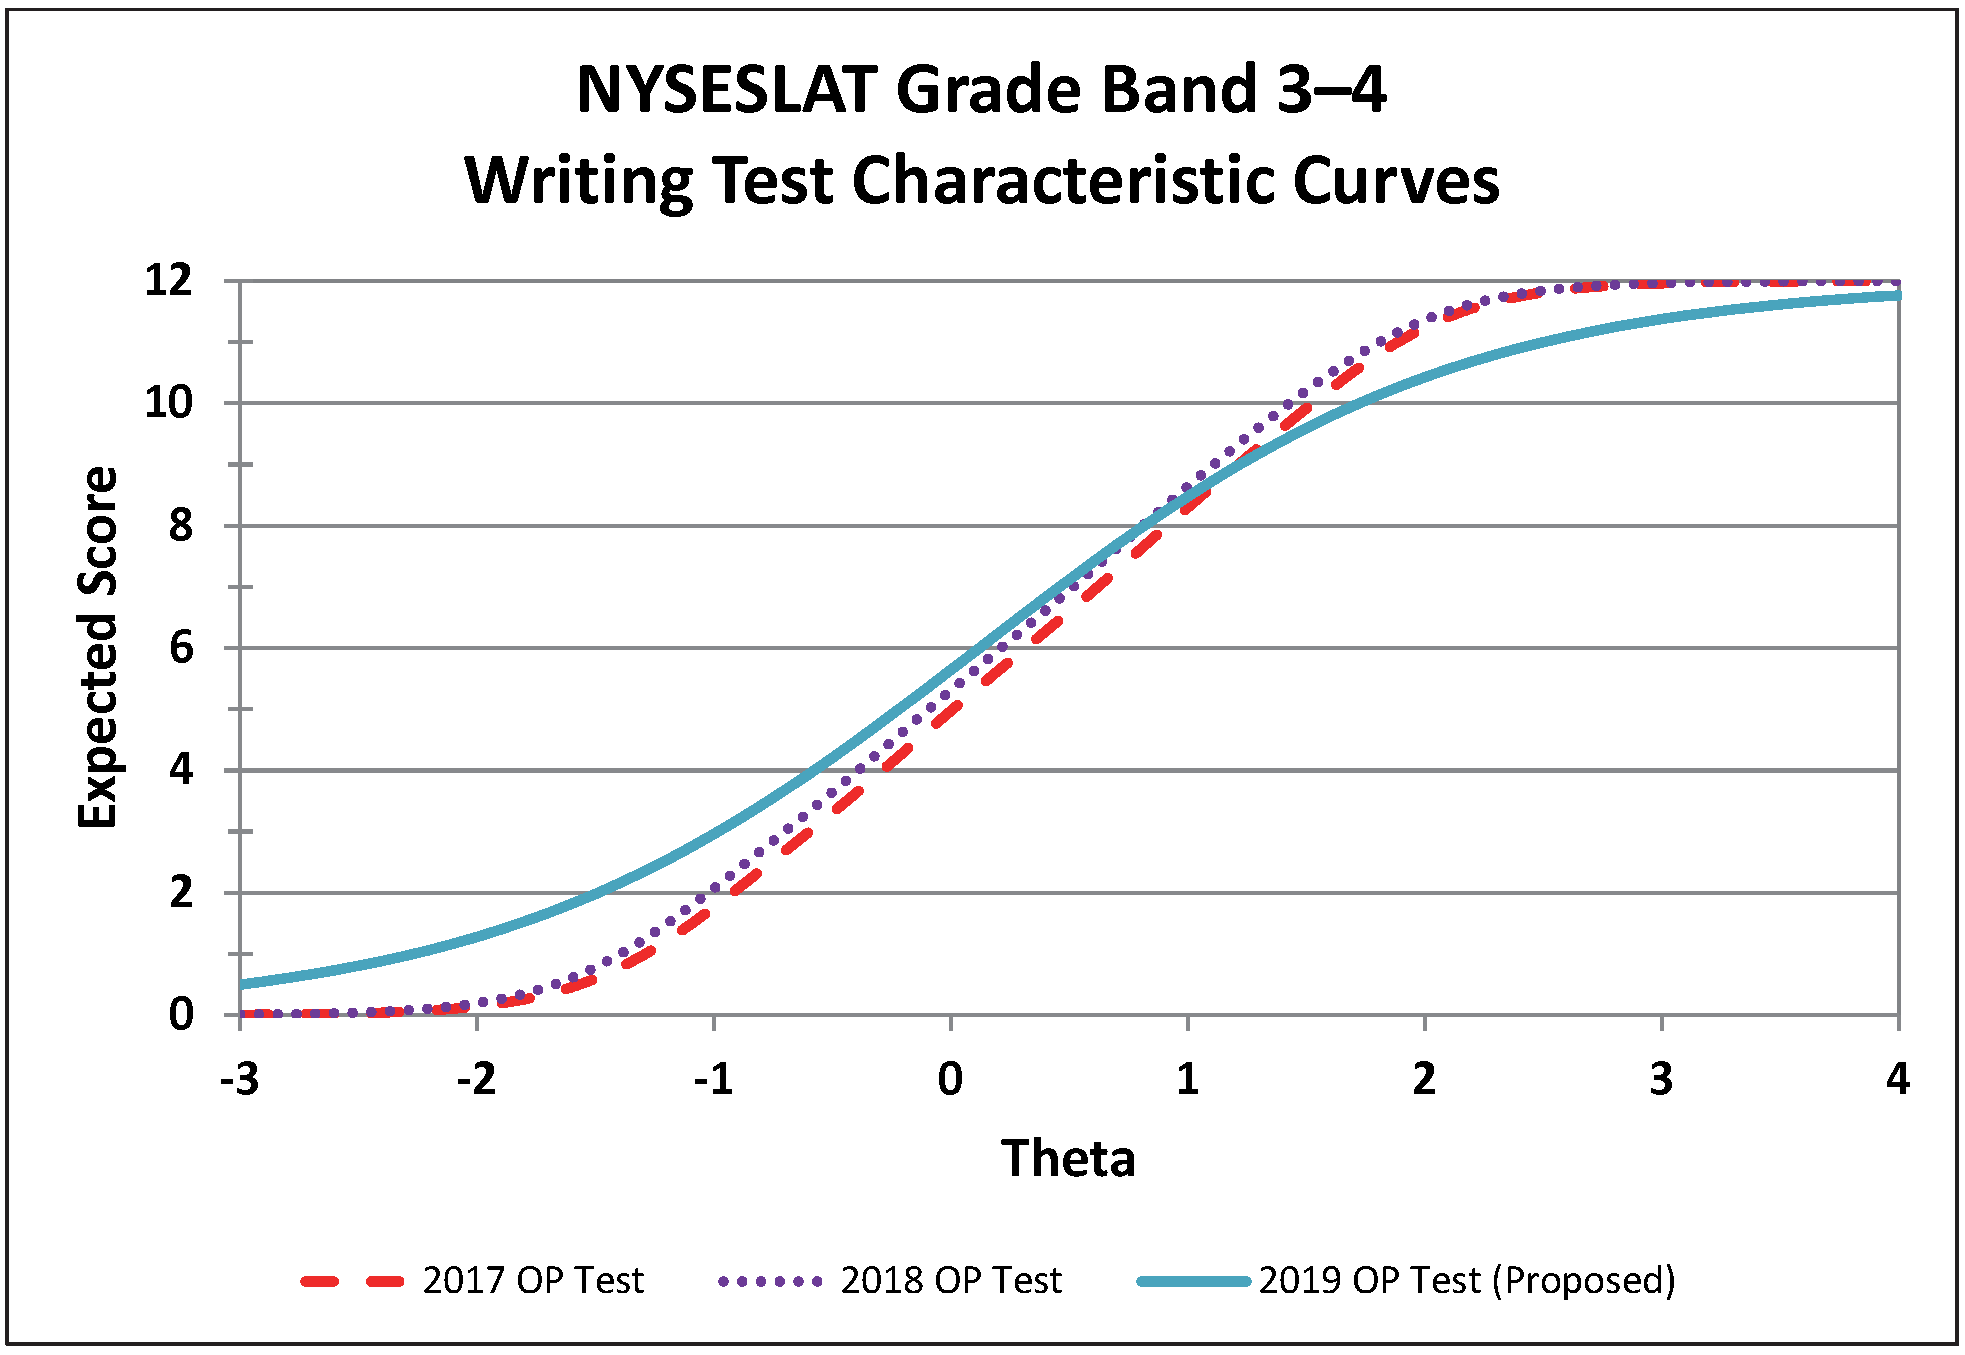 NYSESLAT Grade Band 3–4
Writing Test Characteristic Curves
12
10
8
6
4
2
0
Expected Score
-3 -2 -1 0 1 2 3 4
Theta
2017 OP Test 2018 OP Test 2019 OP Test (Proposed)